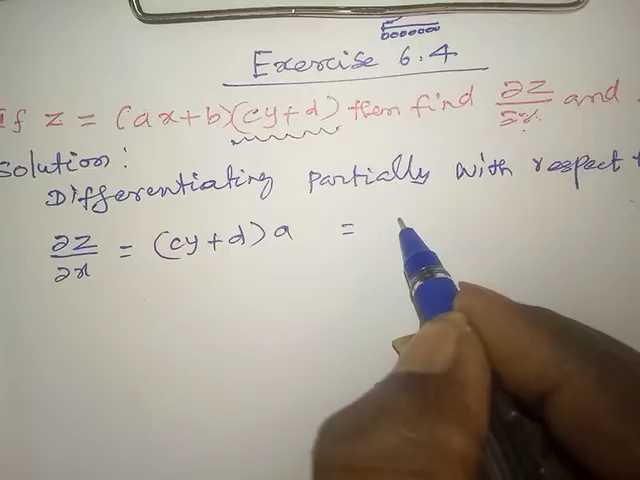 Exercise 6.4
If z = (ax+b)(cy+d) then find ∂z/∂x and
Solution:
Differentiating partially with respect t
∂z/∂x = (cy+d) a =